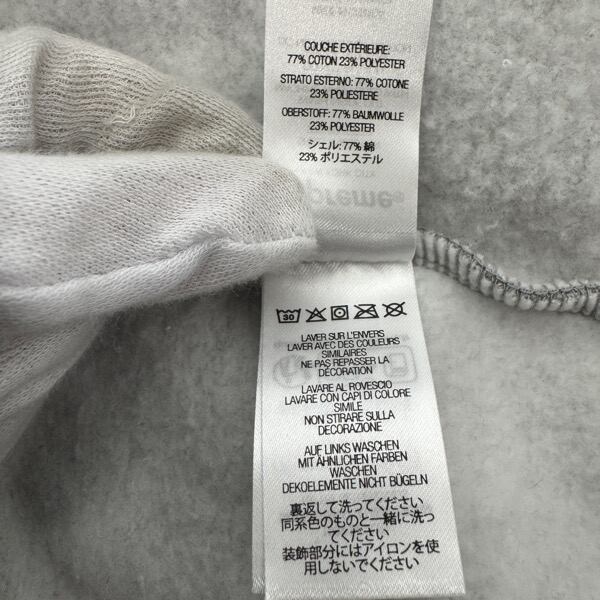 COUCHE EXTÉRIEURE:
77% COTON 23% POLYESTER
STRATO ESTERNO: 77% COTONE
23% POLIESTERE
OBERSTOFF: 77% BAUMWOLLE
23% POLYESTER
シェル: 77% 綿
23% ポリエステル
preme®
30
LAVER SUR L'ENVERS
LAVER AVEC DES COULEURS
SIMILAIRES
NE PAS REPASSER LA
DÉCORATION
LAVARE AL ROVESCIO
LAVARE CON CAPI DI COLORE
SIMILE
NON STIRARE SULLA
DECORAZIONE
AUF LINKS WASCHEN
MIT ÄHNLICHEN FARBEN
WASCHEN
DEKOELEMENTE NICHT BÜGELN
裏返して洗ってください
同系色のものと一緒に洗っ
てください
装飾部分にはアイロンを使
用しないでください